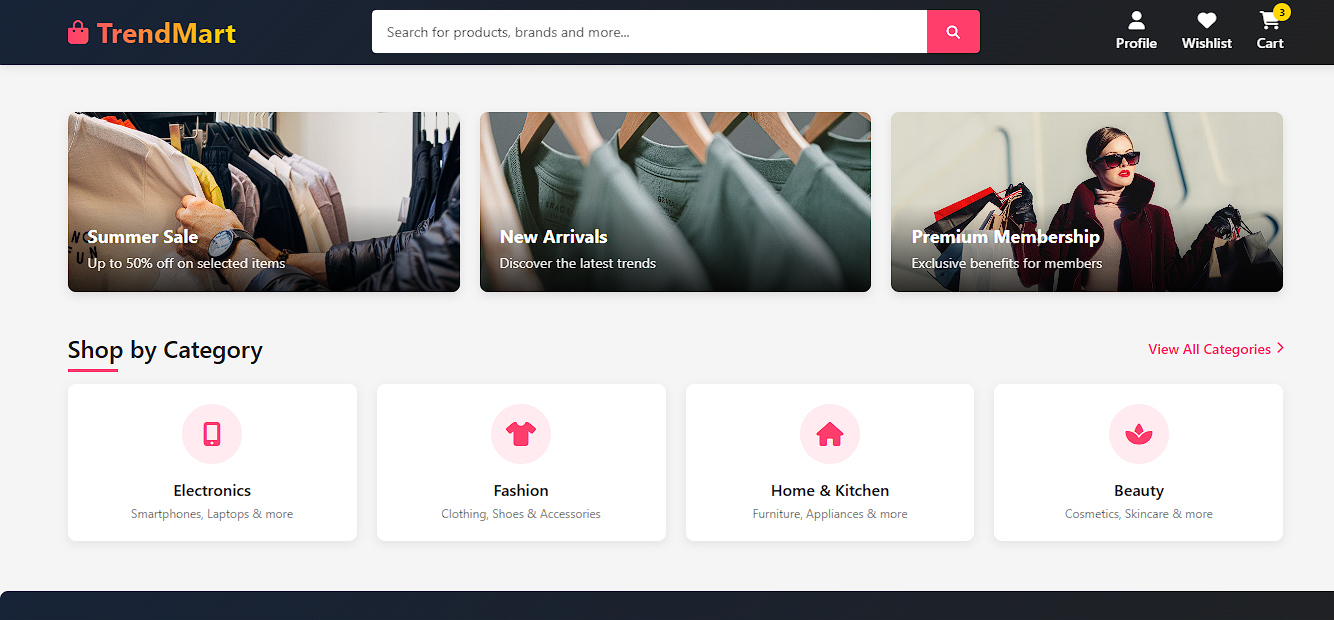 TrendMart
Search for products, brands and more...
Profile
Wishlist
3
Cart
Summer Sale
Up to 50% off on selected items
New Arrivals
Discover the latest trends
Premium Membership
Exclusive benefits for members
Shop by Category
View All Categories
Electronics
Smartphones, Laptops & more
Fashion
Clothing, Shoes & Accessories
Home & Kitchen
Furniture, Appliances & more
Beauty
Cosmetics, Skincare & more